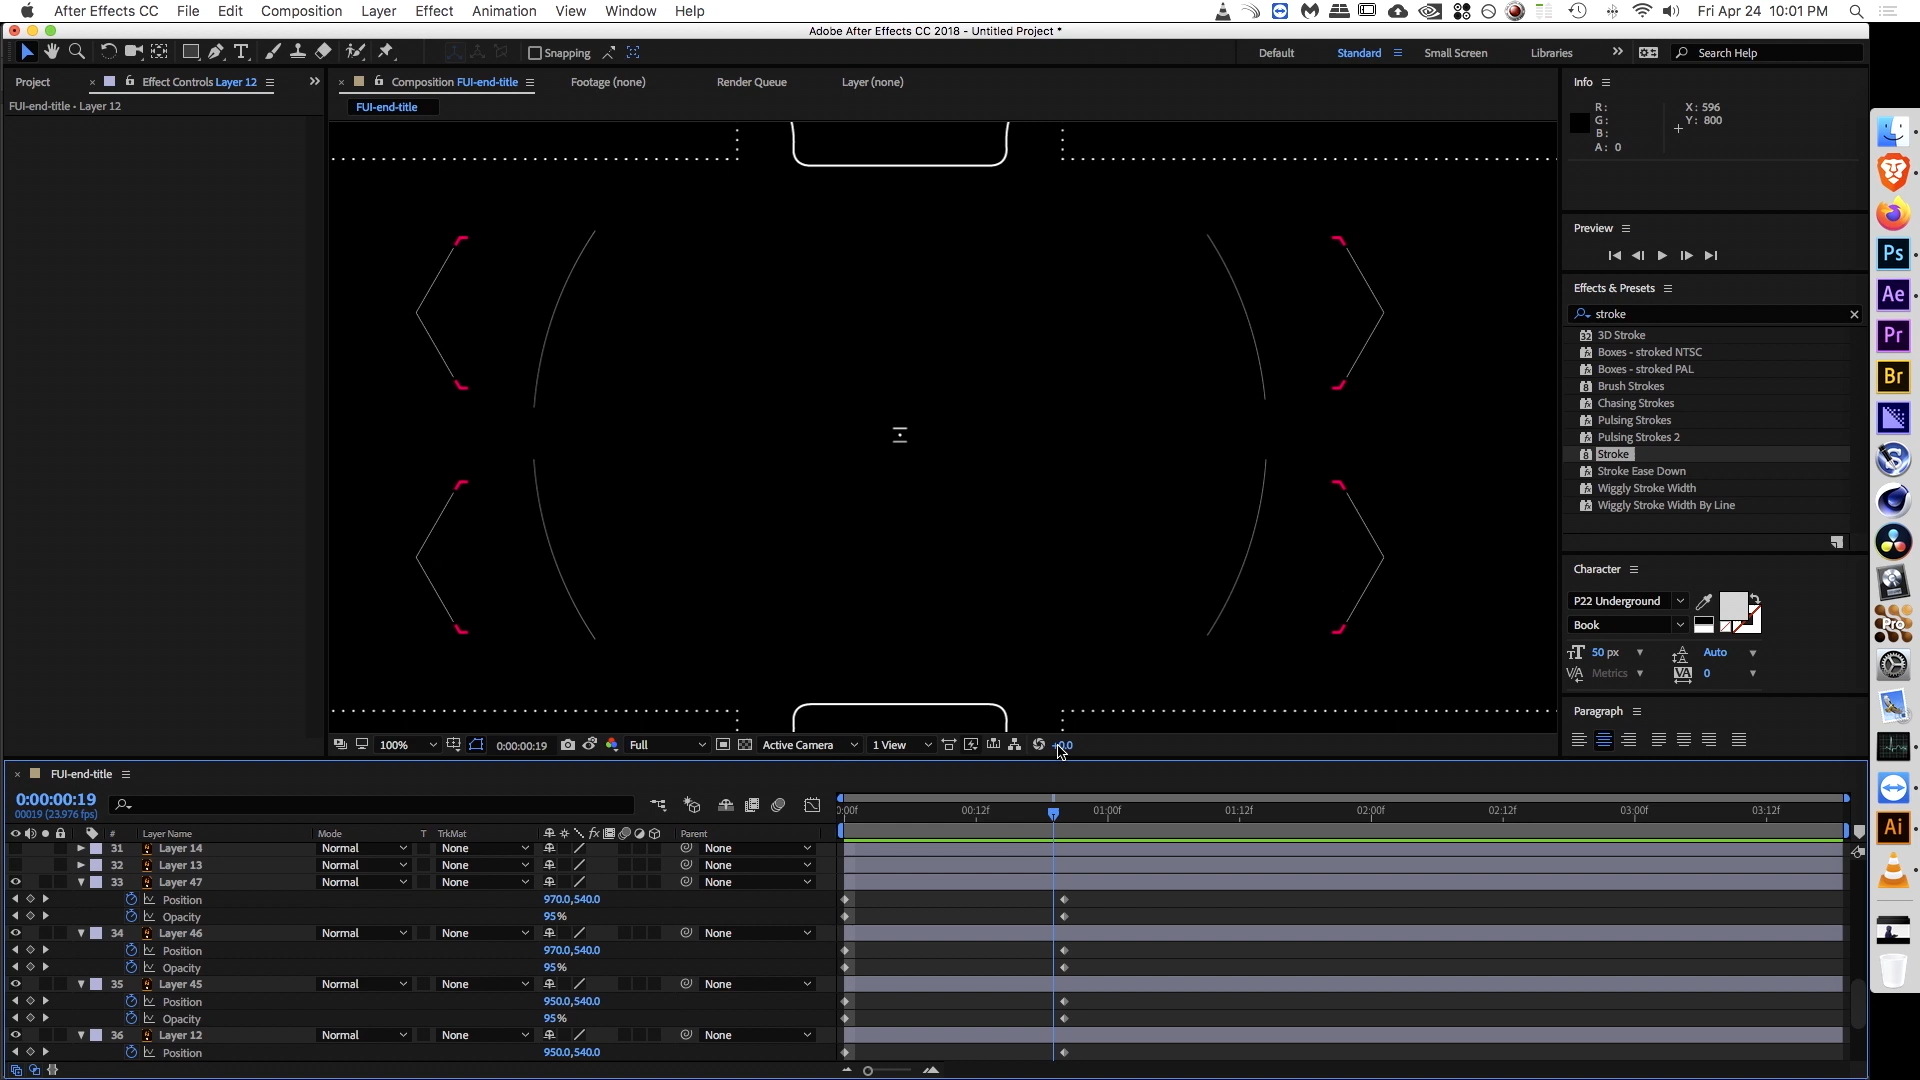 After Effects CC File Edit Composition Layer Effect Animation View Window Help Fri Apr 24 10:01 PM
Adobe After Effects CC 2018 - Untitled Project *
Snapping Default Standard Small Screen Libraries Search Help
Project Effect Controls Layer 12 Composition FUI-end-title Footage (none) Render Queue Layer (none)
FUI-end-title • Layer 12
FUI-end-title
Info
R: X: 596
G: Y: 800
B:
A: 0
Preview
Effects & Presets
stroke
3D Stroke
Boxes - stroked NTSC
Boxes - stroked PAL
Brush Strokes
Chasing Strokes
Pulsing Strokes
Pulsing Strokes 2
Stroke
Stroke Ease Down
Wiggly Stroke Width
Wiggly Stroke Width By Line
Character
P22 Underground
Book
50 px Auto
Metrics 0
Paragraph
100% 0:00:00:19 Full Active Camera 1 View +0.0
FUI-end-title
0:00:00:19
00019 (23.976 fps)
0:00f 00:12f 01:00f 01:12f 02:00f 02:12f 03:00f 03:12f
# Layer Name Mode T TrkMat Parent
31 Layer 14 Normal None None
32 Layer 13 Normal None None
33 Layer 47 Normal None None
Position 970.0,540.0
Opacity 95%
34 Layer 46 Normal None None
Position 970.0,540.0
Opacity 95%
35 Layer 45 Normal None None
Position 950.0,540.0
Opacity 95%
36 Layer 12 Normal None None
Position 950.0,540.0
Ps
Ae
Pr
Br
Pro
Ai